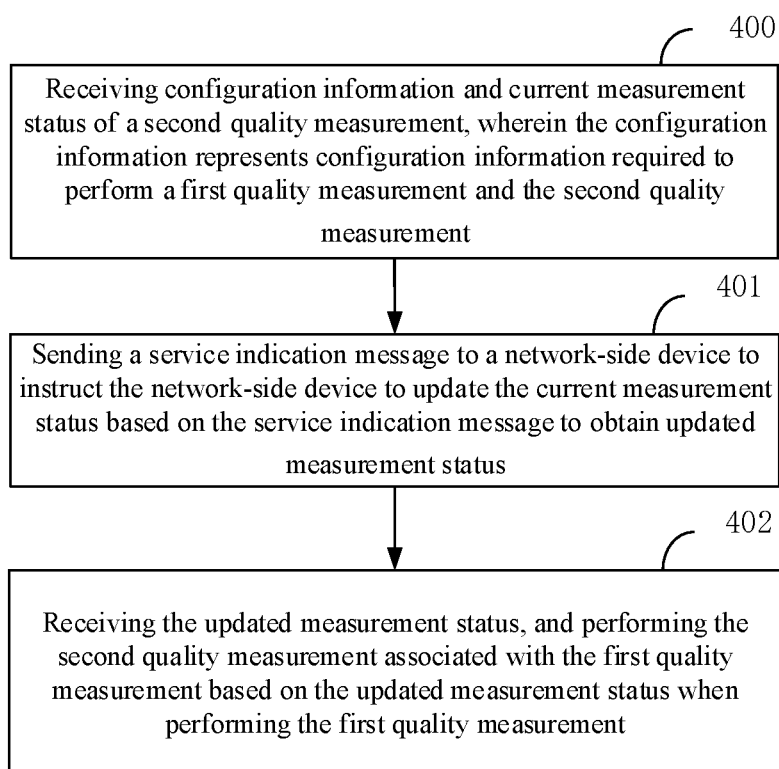 400
Receiving configuration information and current measurement
status of a second quality measurement, wherein the configuration
information represents configuration information required to
perform a first quality measurement and the second quality
measurement
401
Sending a service indication message to a network-side device to
instruct the network-side device to update the current measurement
status based on the service indication message to obtain updated
measurement status
402
Receiving the updated measurement status, and performing the
second quality measurement associated with the first quality
measurement based on the updated measurement status when
performing the first quality measurement